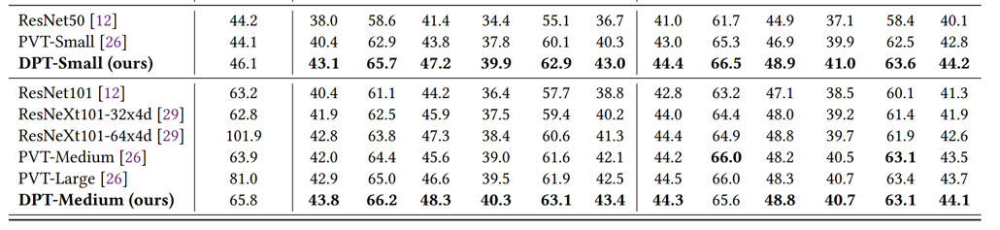 ResNet50 [12] 44.2 38.0 58.6 41.4 34.4 55.1 36.7 41.0 61.7 44.9 37.1 58.4 40.1
PVT-Small [26] 44.1 40.4 62.9 43.8 37.8 60.1 40.3 43.0 65.3 46.9 39.9 62.5 42.8
DPT-Small (ours) 46.1 43.1 65.7 47.2 39.9 62.9 43.0 44.4 66.5 48.9 41.0 63.6 44.2
ResNet101 [12] 63.2 40.4 61.1 44.2 36.4 57.7 38.8 42.8 63.2 47.1 38.5 60.1 41.3
ResNeXt101-32x4d [29] 62.8 41.9 62.5 45.9 37.5 59.4 40.2 44.0 64.4 48.0 39.2 61.4 41.9
ResNeXt101-64x4d [29] 101.9 42.8 63.8 47.3 38.4 60.6 41.3 44.4 64.9 48.8 39.7 61.9 42.6
PVT-Medium [26] 63.9 42.0 64.4 45.6 39.0 61.6 42.1 44.2 66.0 48.2 40.5 63.1 43.5
PVT-Large [26] 81.0 42.9 65.0 46.6 39.5 61.9 42.5 44.5 66.0 48.3 40.7 63.4 43.7
DPT-Medium (ours) 65.8 43.8 66.2 48.3 40.3 63.1 43.4 44.3 65.6 48.8 40.7 63.1 44.1